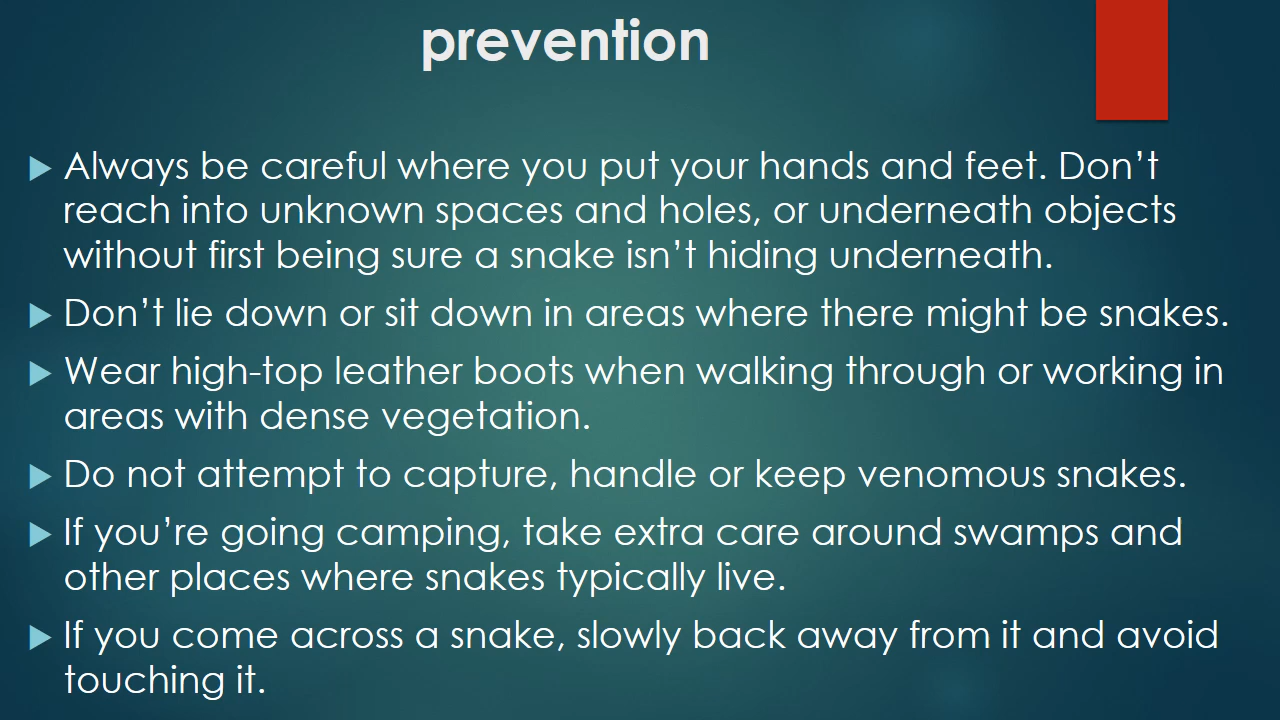 prevention
Always be careful where you put your hands and feet. Don’t
reach into unknown spaces and holes, or underneath objects
without first being sure a snake isn’t hiding underneath.
Don’t lie down or sit down in areas where there might be snakes.
Wear high-top leather boots when walking through or working in
areas with dense vegetation.
Do not attempt to capture, handle or keep venomous snakes.
If you’re going camping, take extra care around swamps and
other places where snakes typically live.
If you come across a snake, slowly back away from it and avoid
touching it.